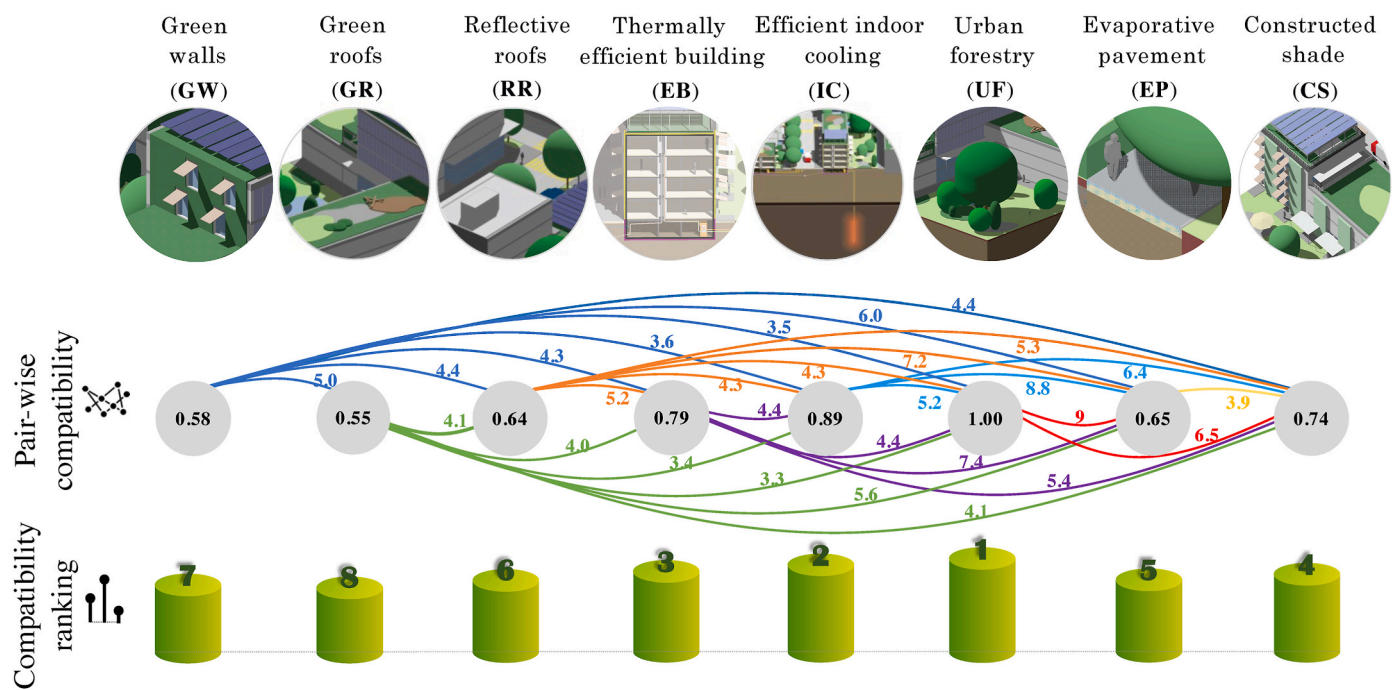 Green
walls
(GW)
Green
roofs
(GR)
Reflective
roofs
(RR)
Thermally
efficient building
(EB)
Efficient indoor
cooling
(IC)
Urban
forestry
(UF)
Evaporative
pavement
(EP)
Constructed
shade
(CS)
Pair-wise
compatibility
4.4
6.0
3.5
3.6
4.3
4.4
5.0
5.3
7.2
4.3
4.3
5.2
6.4
8.8
5.2
3.9
0.58
0.55
0.64
0.79
0.89
1.00
0.65
0.74
4.1
4.0
3.4
3.3
5.6
4.1
4.4
4.4
7.4
5.4
9
6.5
Compatibility
ranking
7
8
6
3
2
1
5
4